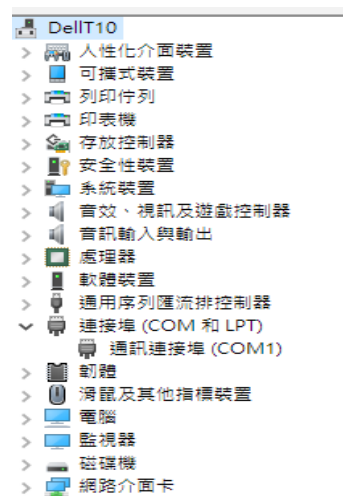 DellT10
人性化介面裝置
可攜式裝置
列印佇列
印表機
存放控制器
安全性裝置
系統裝置
音效、視訊及遊戲控制器
音訊輸入與輸出
處理器
軟體裝置
通用序列匯流排控制器
連接埠 (COM 和 LPT)
通訊連接埠 (COM1)
韌體
滑鼠及其他指標裝置
電腦
監視器
磁碟機
網路介面卡